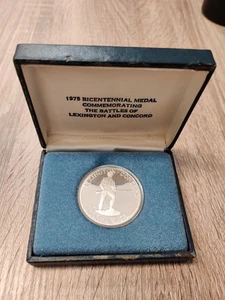 1975 BICENTENNIAL MEDAL
COMMEMORATING
THE BATTLES OF
LEXINGTON AND CONCORD